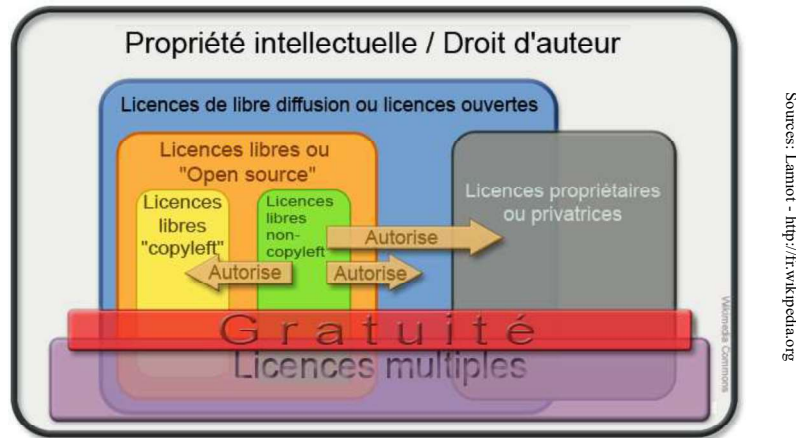 Propriété intellectuelle / Droit d'auteur
Licences de libre diffusion ou licences ouvertes
Licences libres ou
"Open source"
Licences
libres
"copyleft"
Licences
libres
non-
copyleft
Licences propriétaires
ou privatrices
Autorise
Autorise
Autorise
Gratuité
Licences multiples
Wikimedia Commons
Sources: Lamiot - http://fr.wikipedia.org